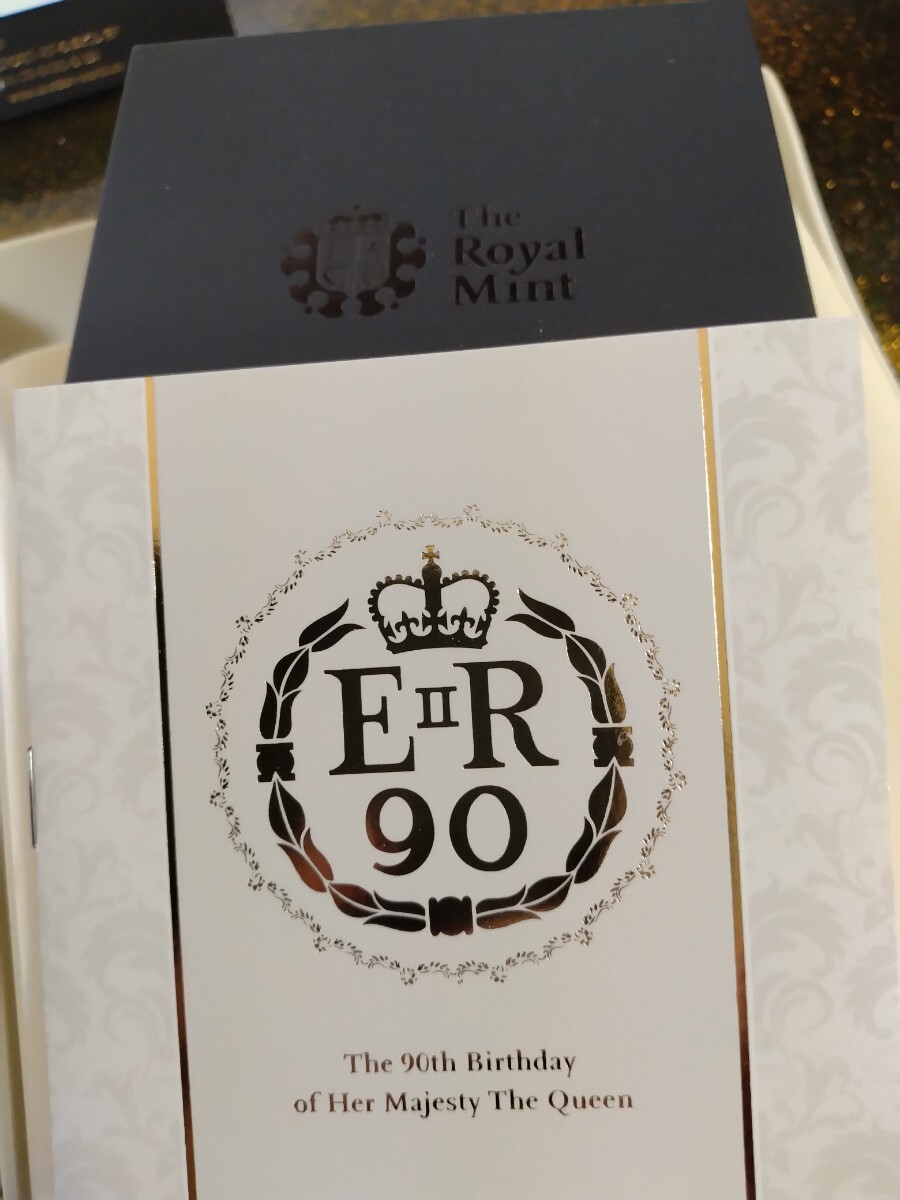 The
Royal
Mint
EIIR
90
The 90th Birthday
of Her Majesty The Queen